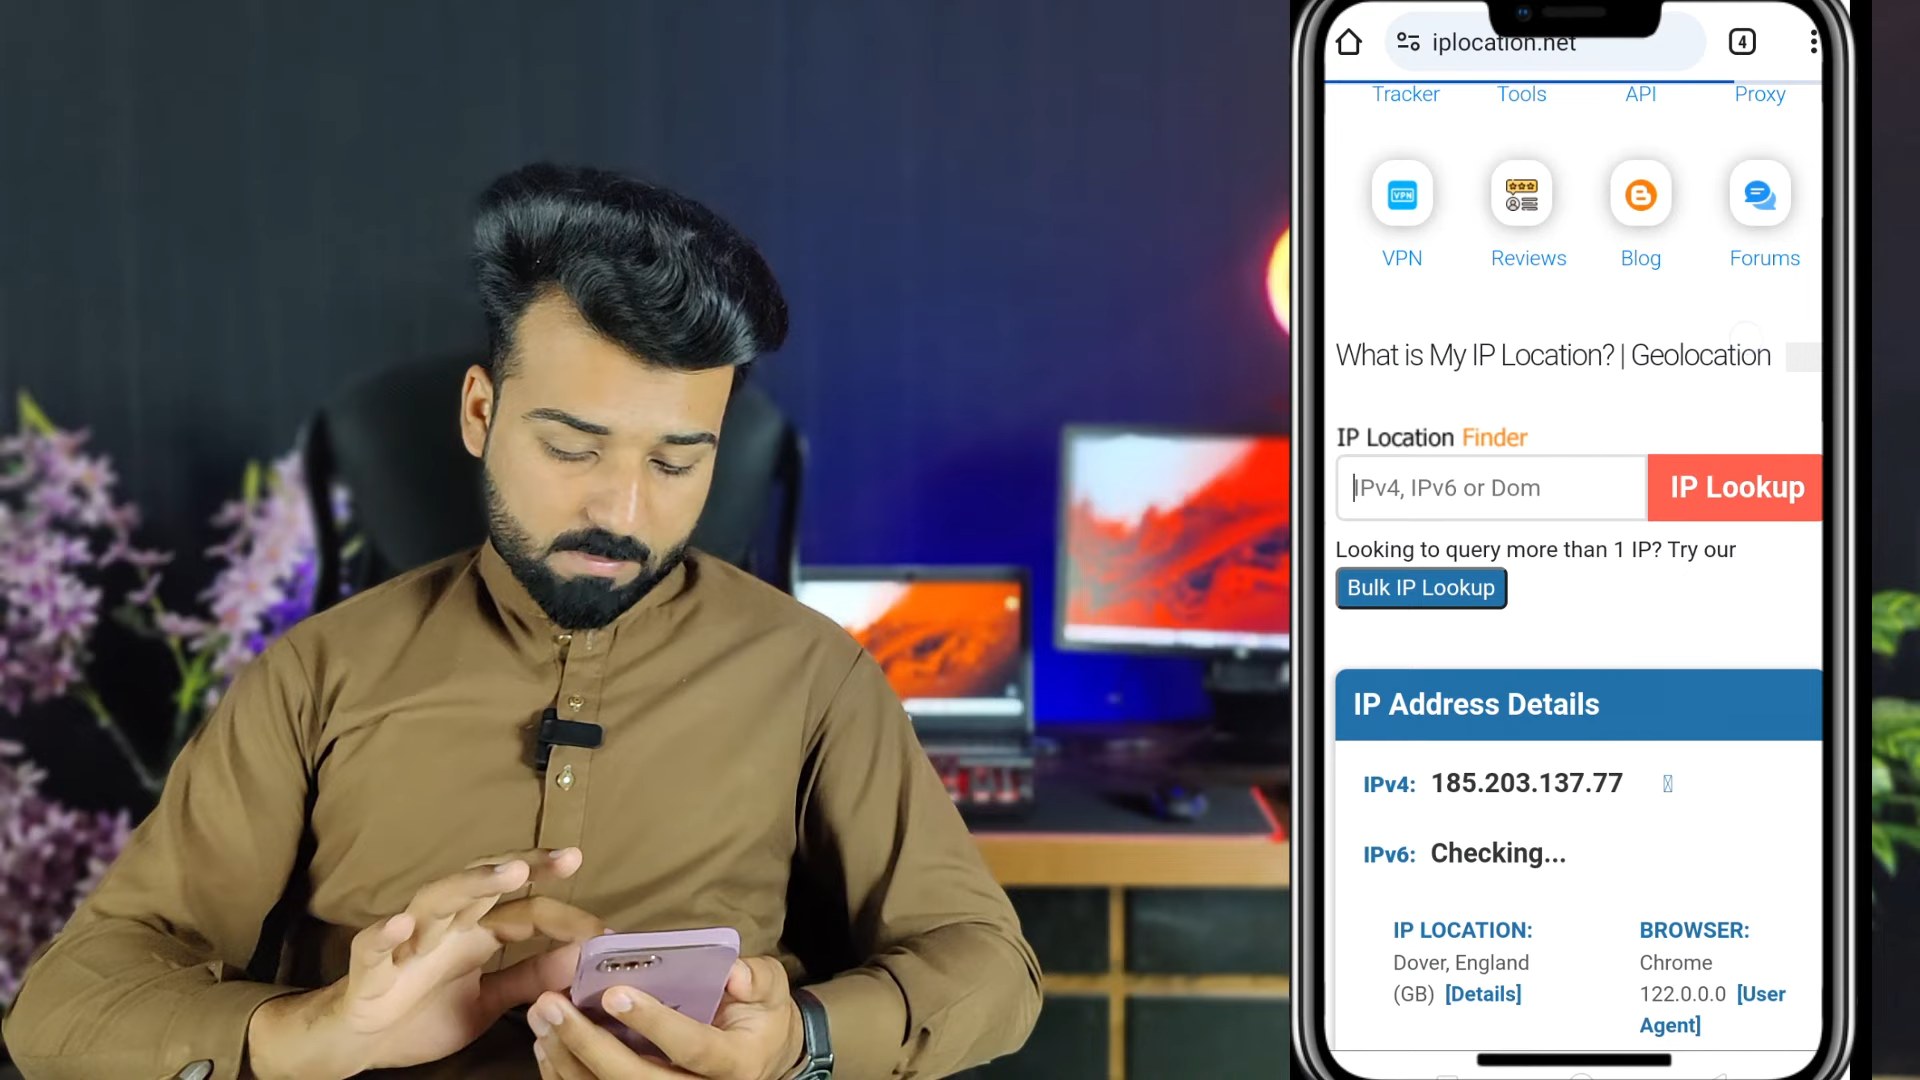 iplocation.net
4
Tracker Tools API Proxy
VPN
VPN Reviews Blog Forums
What is My IP Location? | Geolocation
IP Location Finder
IPv4, IPv6 or Dom
IP Lookup
Looking to query more than 1 IP? Try our
Bulk IP Lookup
IP Address Details
IPv4: 185.203.137.77
IPv6: Checking...
IP LOCATION:
Dover, England
(GB) [Details]
BROWSER:
Chrome
122.0.0.0 [User
Agent]